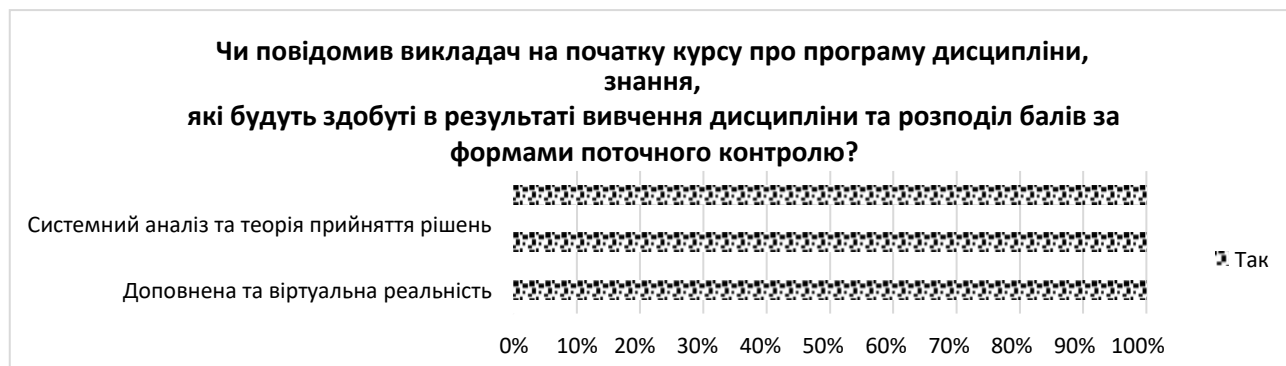 Чи повідомив викладач на початку курсу про програму дисципліни,
знання,
які будуть здобуті в результаті вивчення дисципліни та розподіл балів за
формами поточного контролю?
Системний аналіз та теорія прийняття рішень
Доповнена та віртуальна реальність
Так
0% 10% 20% 30% 40% 50% 60% 70% 80% 90% 100%